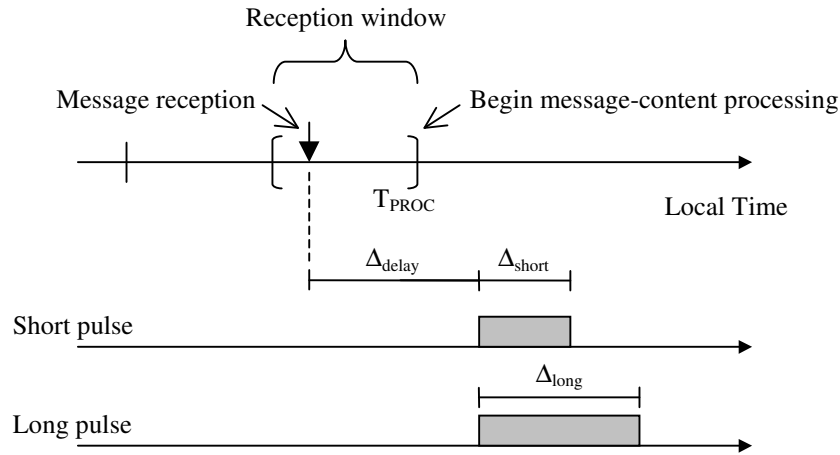 Reception window
Message reception
Begin message-content processing
T_PROC
Local Time
Δ_delay
Δ_short
Short pulse
Δ_long
Long pulse